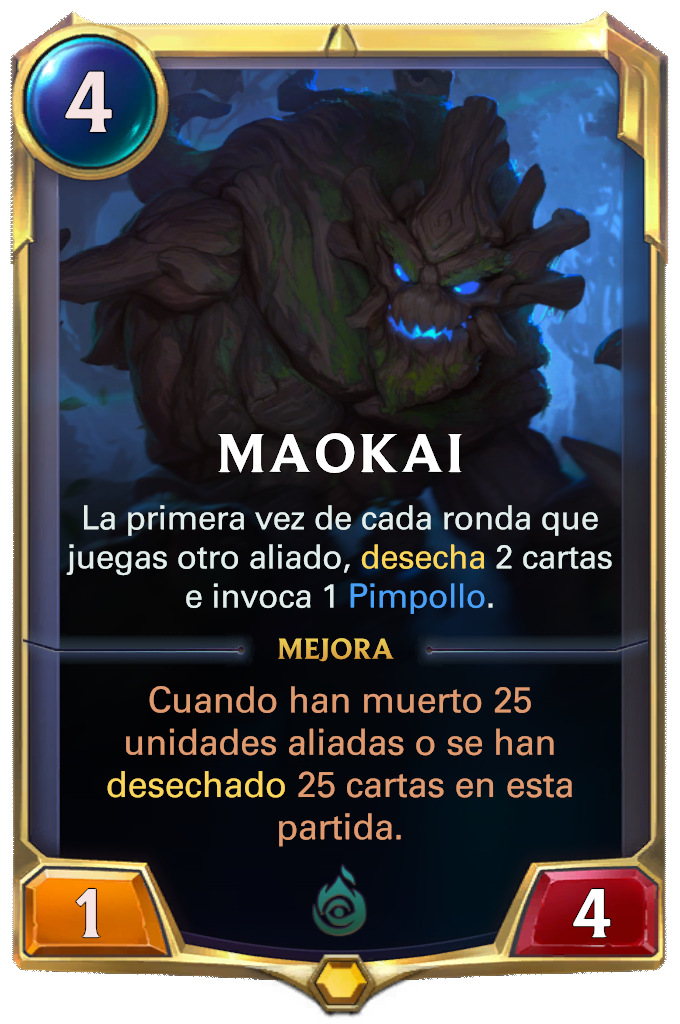 4
MAOKAI
La primera vez de cada ronda que
juegas otro aliado, desecha 2 cartas
e invoca 1 Pimpollo.
MEJORA
Cuando han muerto 25
unidades aliadas o se han
desechado 25 cartas en esta
partida.
1
4